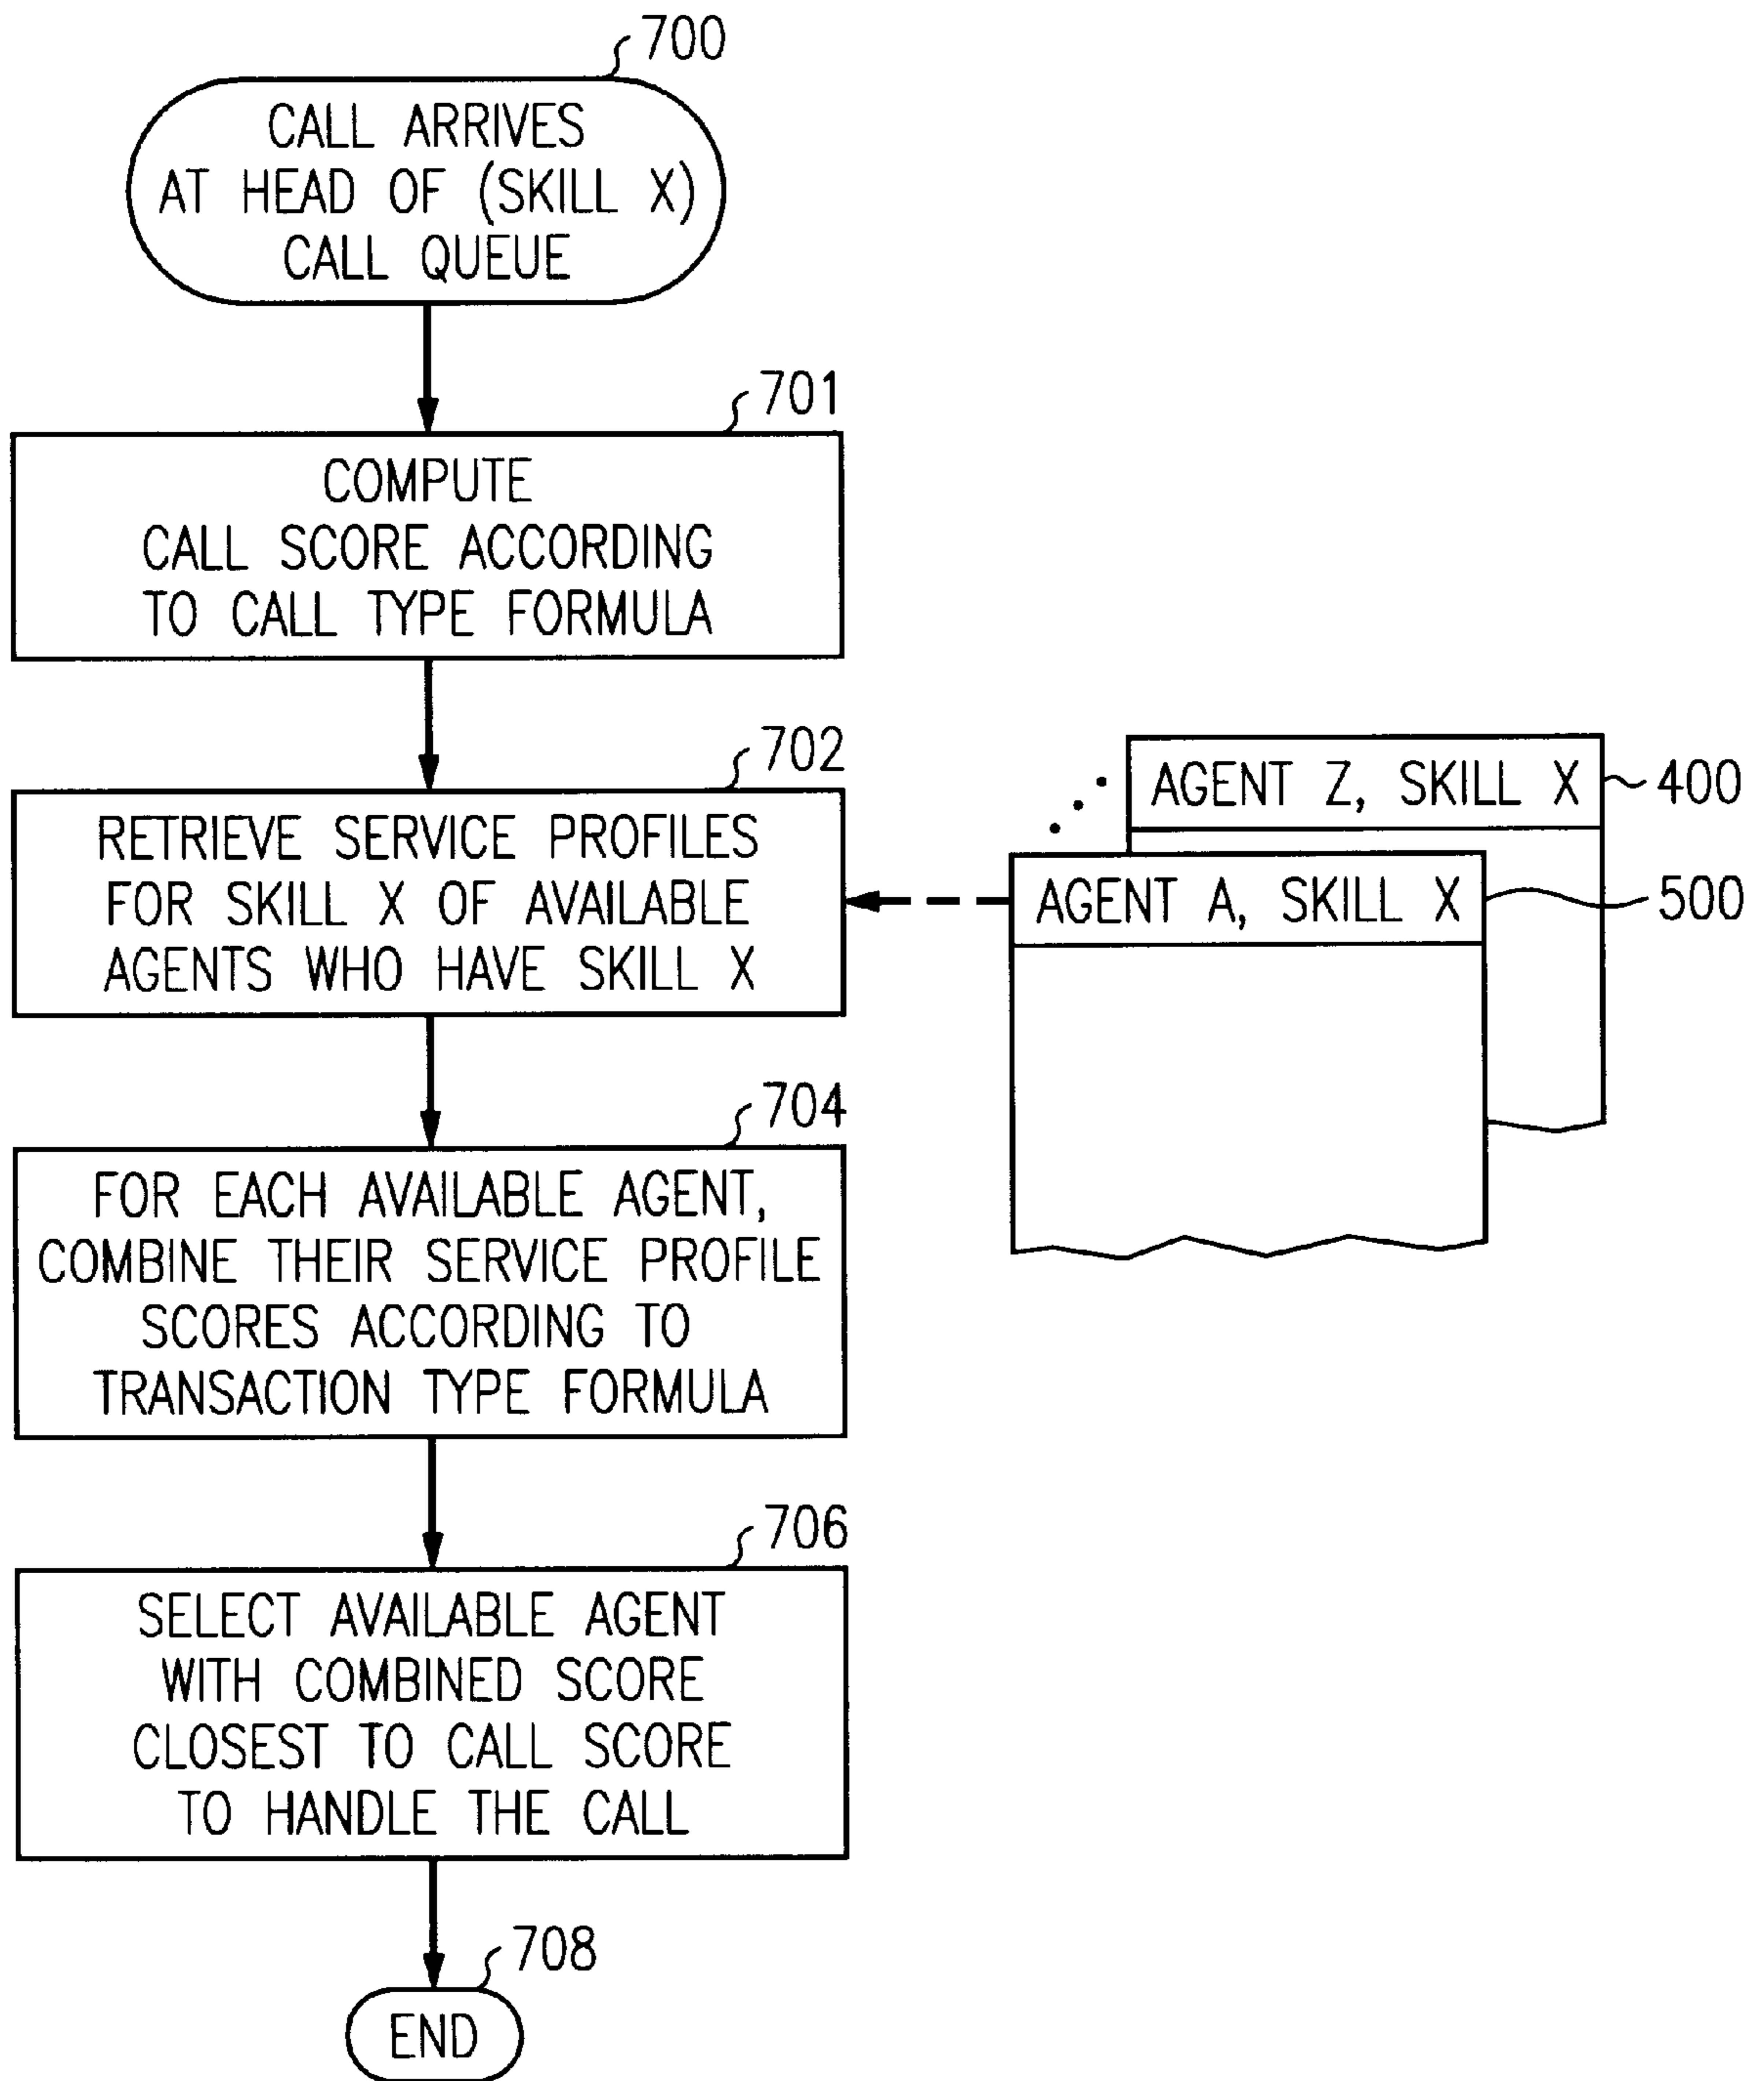 700
CALL ARRIVES
AT HEAD OF (SKILL X)
CALL QUEUE
701
COMPUTE
CALL SCORE ACCORDING
TO CALL TYPE FORMULA
702
RETRIEVE SERVICE PROFILES
FOR SKILL X OF AVAILABLE
AGENTS WHO HAVE SKILL X
AGENT Z, SKILL X
400
AGENT A, SKILL X
500
704
FOR EACH AVAILABLE AGENT,
COMBINE THEIR SERVICE PROFILE
SCORES ACCORDING TO
TRANSACTION TYPE FORMULA
706
SELECT AVAILABLE AGENT
WITH COMBINED SCORE
CLOSEST TO CALL SCORE
TO HANDLE THE CALL
708
END